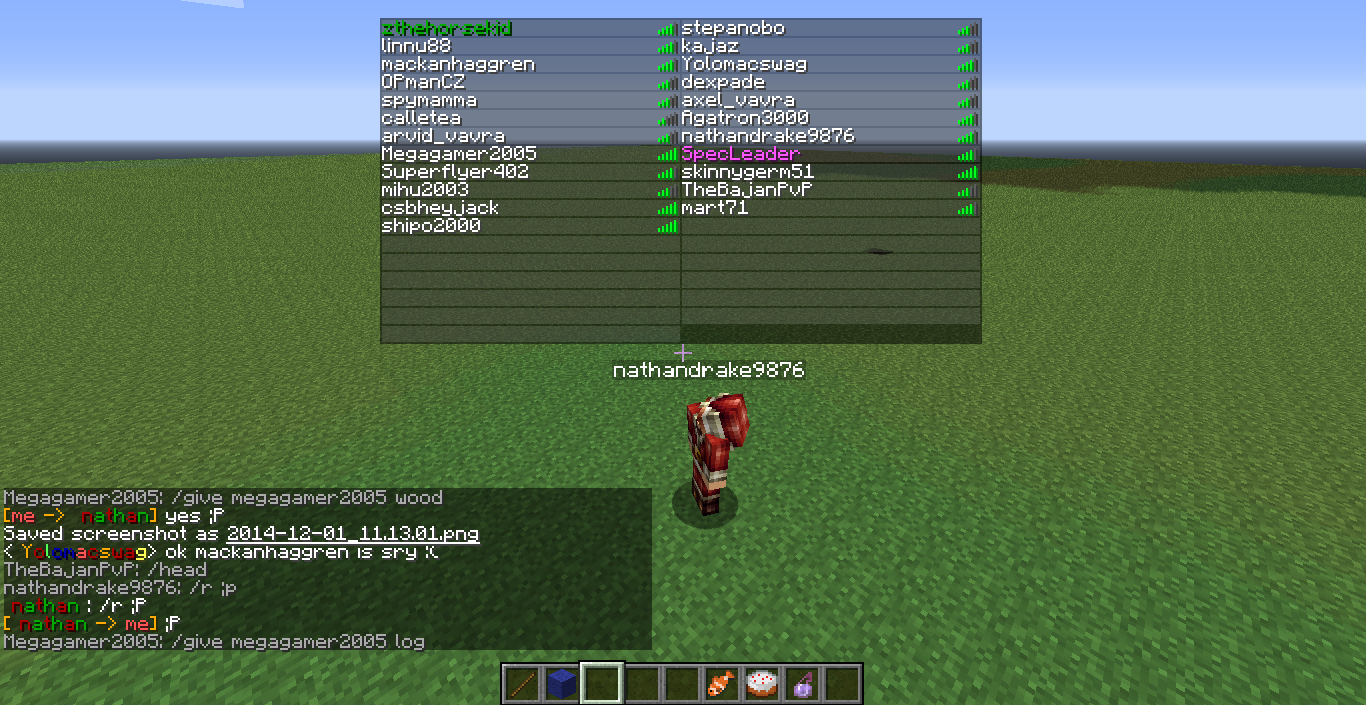 zthehorsekid stepanobo
linnu88 kajaz
mackanhaggren Yolomacswag
OPmanCZ dexpade
spymamma axel_vavra
calletea Agatron3000
arvid_vavra nathandrake9876
Megagamer2005 SpecLeader
Superflyer402 skinnygerm51
mihu2003 TheBajanPvP
csbheyjack mart71
shipo2000
nathandrake9876
Megagamer2005: /give megagamer2005 wood
[me -> nathan] yes ;P
Saved screenshot as 2014-12-01_11.13.01.png
< Yolomacswag> ok mackanhaggren is sry :(
TheBajanPvP: /head
nathandrake9876: /r ;p
nathan : /r ;P
[ nathan -> me] ;P
Megagamer2005: /give megagamer2005 log